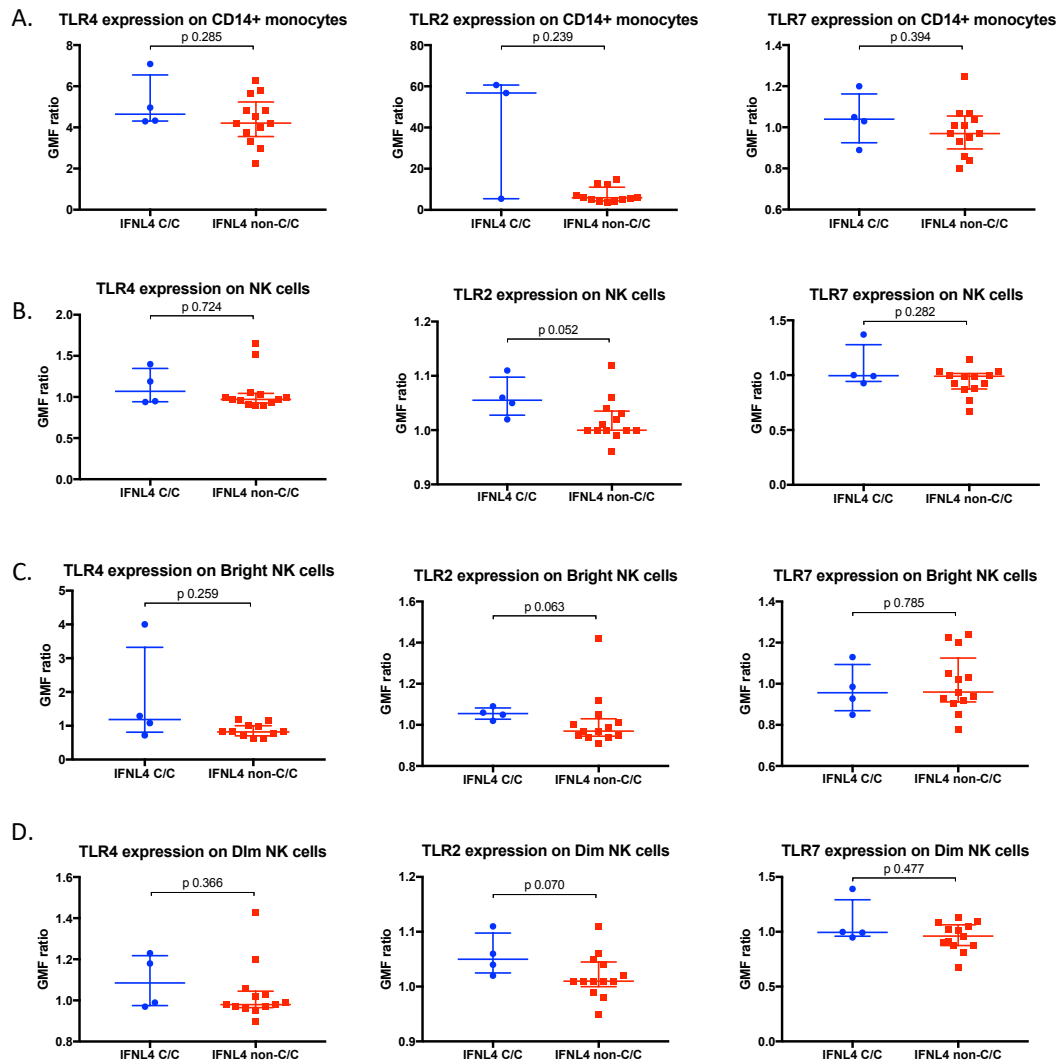 A.
TLR4 expression on CD14+ monocytes
p 0.285
GMF ratio
8
6
4
2
0
IFNL4 C/C
IFNL4 non-C/C
TLR2 expression on CD14+ monocytes
p 0.239
GMF ratio
80
60
40
20
0
IFNL4 C/C
IFNL4 non-C/C
TLR7 expression on CD14+ monocytes
p 0.394
GMF ratio
1.4
1.2
1.0
0.8
0.6
IFNL4 C/C
IFNL4 non-C/C
B.
TLR4 expression on NK cells
p 0.724
GMF ratio
2.0
1.5
1.0
0.5
0.0
IFNL4 C/C
IFNL4 non-C/C
TLR2 expression on NK cells
p 0.052
GMF ratio
1.2
1.1
1.0
0.9
IFNL4 C/C
IFNL4 non-C/C
TLR7 expression on NK cells
p 0.282
GMF ratio
1.5
1.0
0.5
0.0
IFNL4 C/C
IFNL4 non-C/C
C.
TLR4 expression on Bright NK cells
p 0.259
GMF ratio
5
4
3
2
1
0
IFNL4 C/C
IFNL4 non-C/C
TLR2 expression on Bright NK cells
p 0.063
GMF ratio
1.6
1.4
1.2
1.0
0.8
IFNL4 C/C
IFNL4 non-C/C
TLR7 expression on Bright NK cells
p 0.785
GMF ratio
1.4
1.2
1.0
0.8
0.6
IFNL4 C/C
IFNL4 non-C/C
D.
TLR4 expression on DIm NK cells
p 0.366
GMF ratio
1.6
1.4
1.2
1.0
0.8
IFNL4 C/C
IFNL4 non-C/C
TLR2 expression on Dim NK cells
p 0.070
GMF ratio
1.2
1.1
1.0
0.9
IFNL4 C/C
IFNL4 non-C/C
TLR7 expression on Dim NK cells
p 0.477
GMF ratio
1.5
1.0
0.5
0.0
IFNL4 C/C
IFNL4 non-C/C